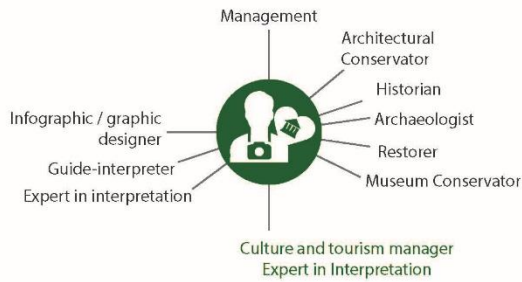 Management
Architectural
Conservator
Historian
Archaeologist
Restorer
Museum Conservator
Infographic / graphic
designer
Guide-interpreter
Expert in interpretation
Culture and tourism manager
Expert in Interpretation